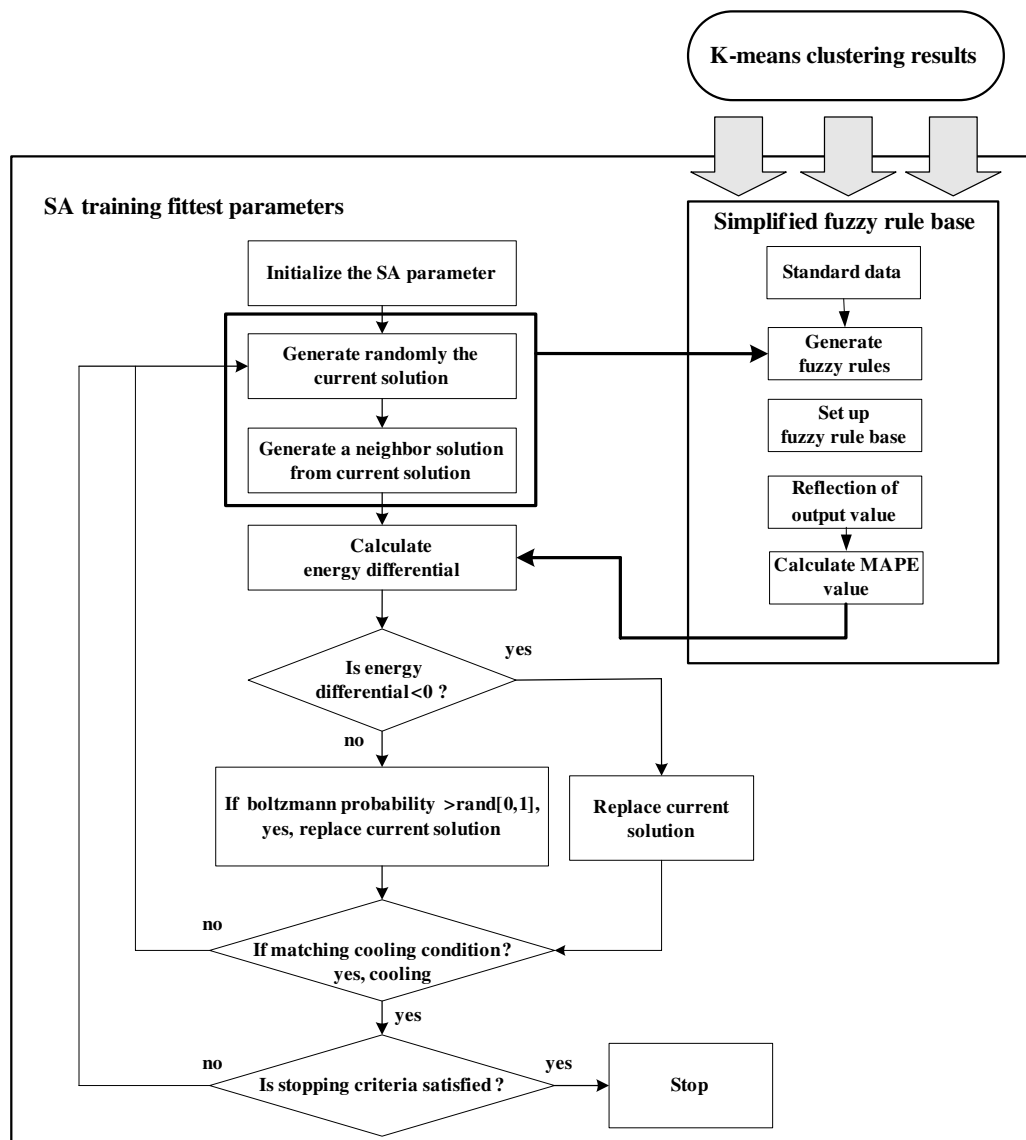 K-means clustering results
SA training fittest parameters
Simplified fuzzy rule base
Initialize the SA parameter
Standard data
Generate randomly the
current solution
Generate
fuzzy rules
Generate a neighbor solution
from current solution
Set up
fuzzy rule base
Reflection of
output value
Calculate
energy differential
Calculate MAPE
value
Is energy
differential<0 ?
yes
no
If boltzmann probability >rand[0,1],
yes, replace current solution
Replace current
solution
no
If matching cooling condition?
yes, cooling
yes
no
Is stopping criteria satisfied ?
yes
Stop